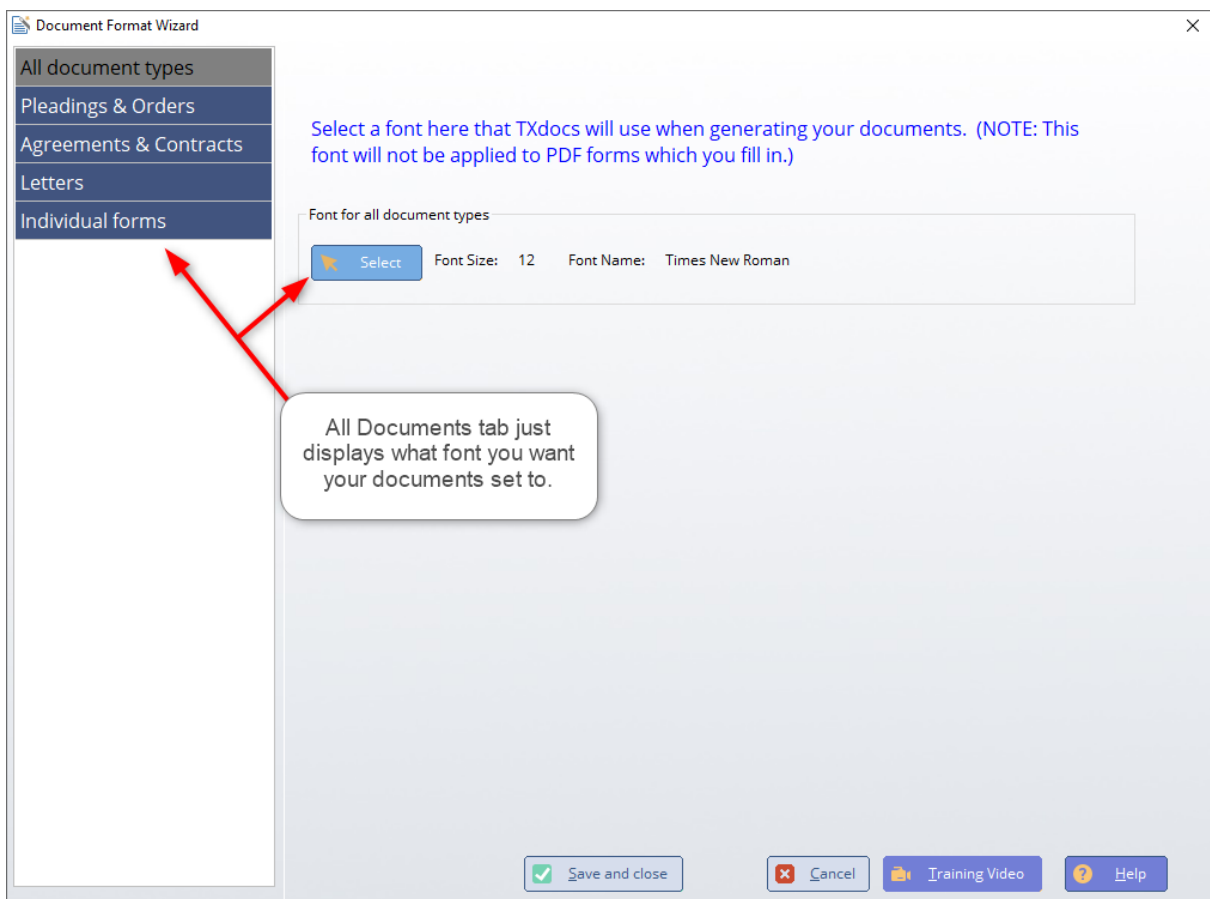 Document Format Wizard
All document types
Pleadings & Orders
Agreements & Contracts
Letters
Individual forms
Select a font here that TXdocs will use when generating your documents.  (NOTE: This
font will not be applied to PDF forms which you fill in.)
Font for all document types
Select Font Size: 12 Font Name: Times New Roman
All Documents tab just
displays what font you want
your documents set to.
Save and close Cancel Training Video ? Help